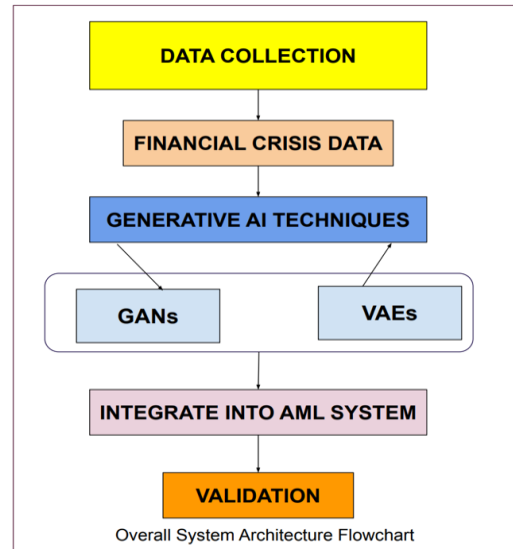 DATA COLLECTION
FINANCIAL CRISIS DATA
GENERATIVE AI TECHNIQUES
GANs
VAEs
INTEGRATE INTO AML SYSTEM
VALIDATION
Overall System Architecture Flowchart